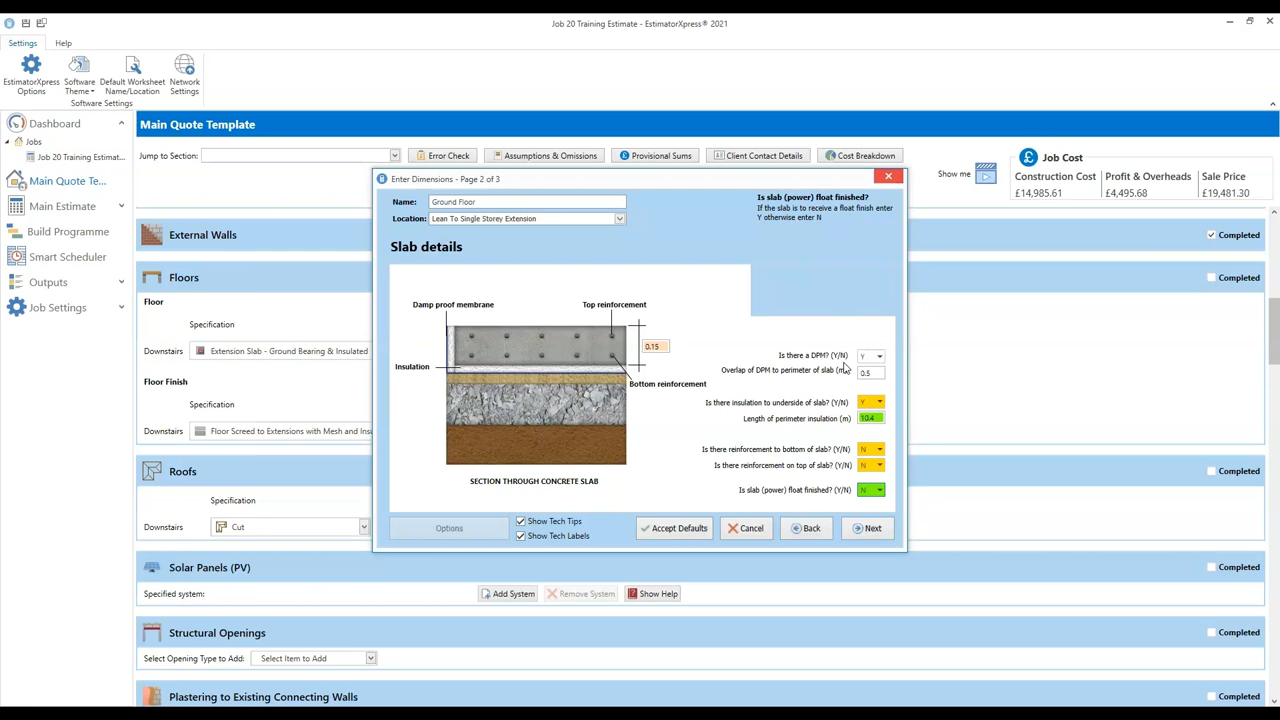 Job 20 Training Estimate - EstimatorXpress® 2021
Settings
Help
EstimatorXpress Options
Software Theme
Default Worksheet Name/Location
Network Settings
Software Settings
Dashboard
Jobs
Job 20 Training Estimat...
Main Quote Te...
Main Estimate
Build Programme
Smart Scheduler
Outputs
Job Settings
Main Quote Template
Jump to Section:
Error Check
Assumptions & Omissions
Provisional Sums
Client Contact Details
Cost Breakdown
Show me
Job Cost
Construction Cost
Profit & Overheads
Sale Price
£14,985.61
£4,495.68
£19,481.30
External Walls
Completed
Floors
Completed
Floor
Specification
Downstairs
Extension Slab - Ground Bearing & Insulated
Floor Finish
Specification
Downstairs
Floor Screed to Extensions with Mesh and Insu
Roofs
Completed
Specification
Downstairs
Cut
Solar Panels (PV)
Completed
Specified system:
Add System
Remove System
Show Help
Structural Openings
Completed
Select Opening Type to Add:
Select Item to Add
Plastering to Existing Connecting Walls
Completed
Enter Dimensions - Page 2 of 3
Name:
Ground Floor
Location:
Lean To Single Storey Extension
Is slab (power) float finished?
If the slab is to receive a float finish enter
Y otherwise enter N
Slab details
Damp proof membrane
Top reinforcement
0.15
Insulation
Bottom reinforcement
SECTION THROUGH CONCRETE SLAB
Is there a DPM? (Y/N)
Y
Overlap of DPM to perimeter of slab (m)
0.5
Is there insulation to underside of slab? (Y/N)
Y
Length of perimeter insulation (m)
10.4
Is there reinforcement to bottom of slab? (Y/N)
N
Is there reinforcement on top of slab? (Y/N)
N
Is slab (power) float finished? (Y/N)
N
Options
Show Tech Tips
Show Tech Labels
Accept Defaults
Cancel
Back
Next